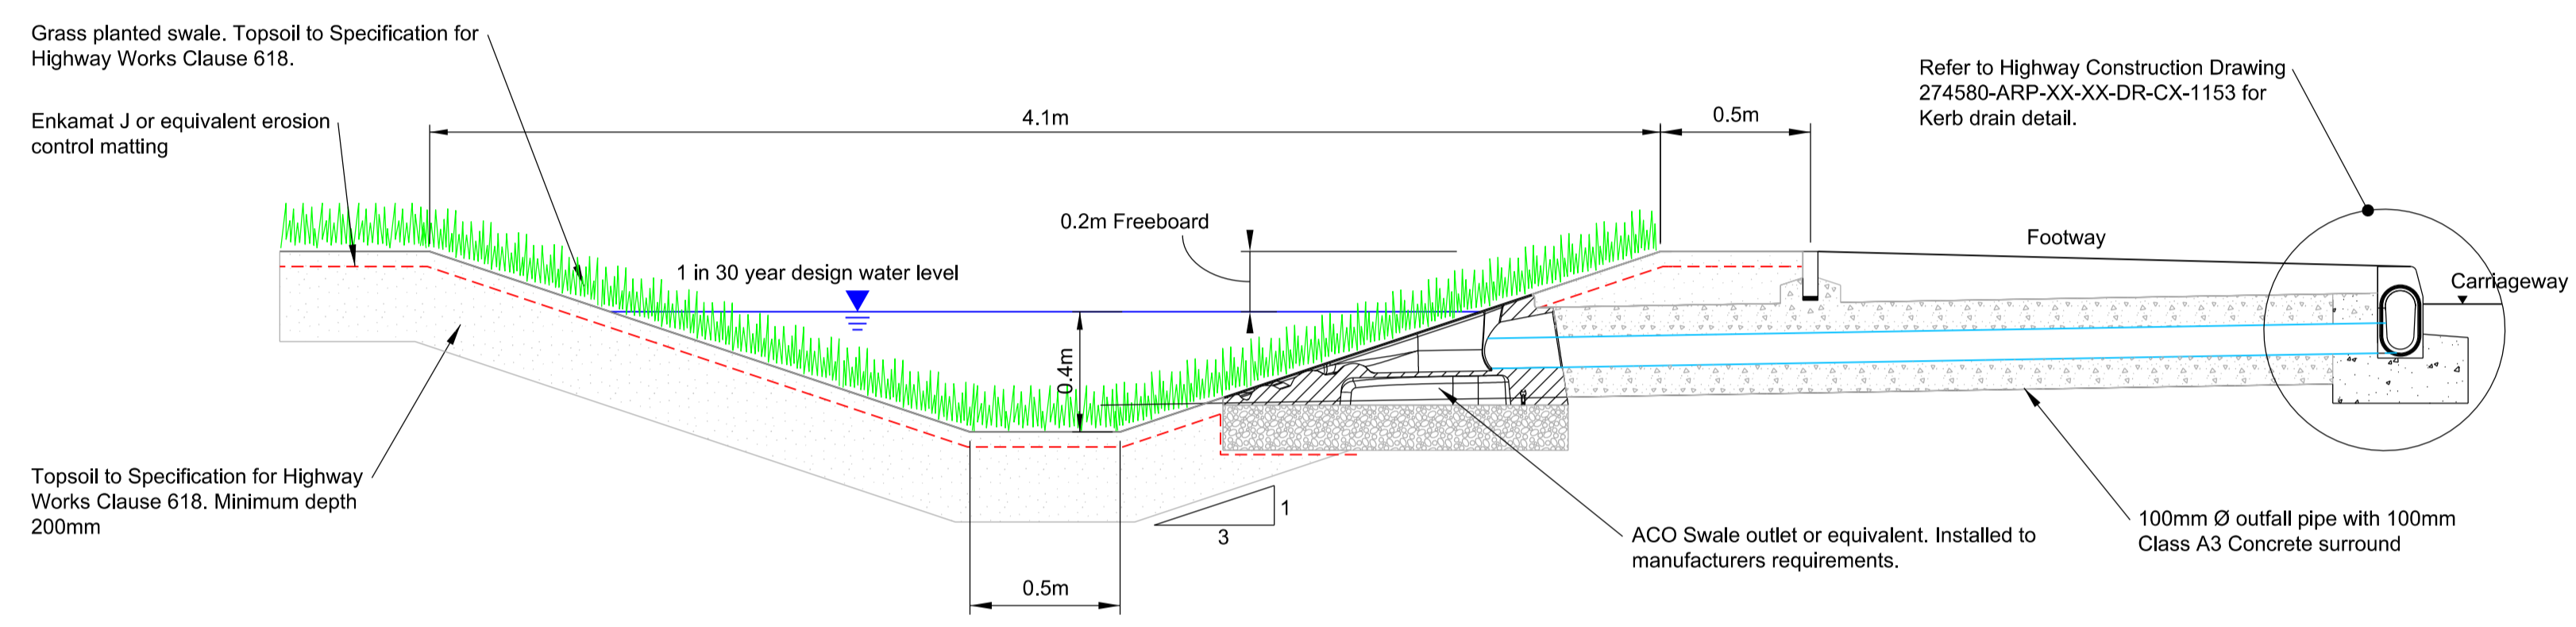 Grass planted swale. Topsoil to Specification for
Highway Works Clause 618.
Enkamat J or equivalent erosion
control matting
4.1m
0.5m
Refer to Highway Construction Drawing
274580-ARP-XX-XX-DR-CX-1153 for
Kerb drain detail.
0.2m Freeboard
Footway
1 in 30 year design water level
Carriageway
0.4m
Topsoil to Specification for Highway
Works Clause 618. Minimum depth
200mm
1
3
0.5m
ACO Swale outlet or equivalent. Installed to
manufacturers requirements.
100mm Ø outfall pipe with 100mm
Class A3 Concrete surround